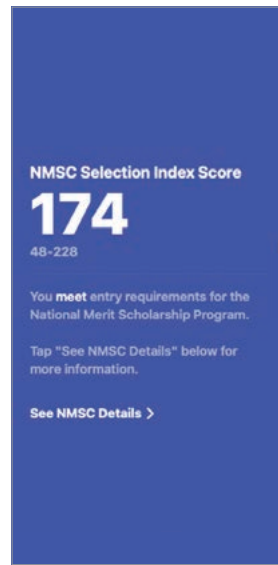 NMSC Selection Index Score
174
48-228
You meet entry requirements for the
National Merit Scholarship Program.
Tap "See NMSC Details" below for
more information.
See NMSC Details >